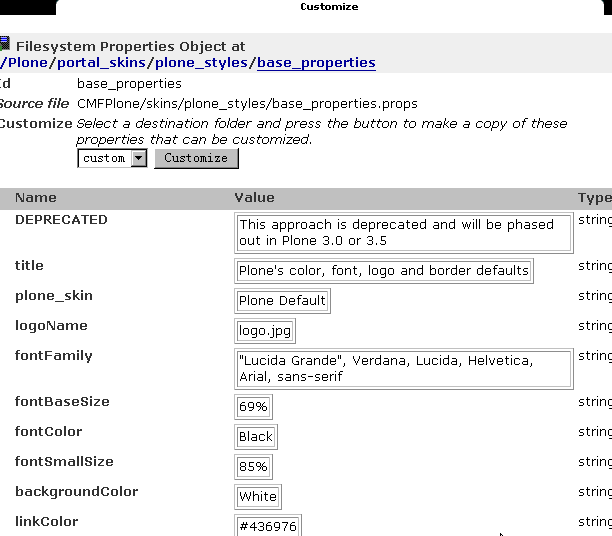 Customize
Filesystem Properties Object at
/Plone/portal_skins/plone_styles/base_properties
Id base_properties
Source file CMFPlone/skins/plone_styles/base_properties.props
Customize Select a destination folder and press the button to make a copy of these
properties that can be customized.
custom Customize
Name Value Type
DEPRECATED This approach is deprecated and will be phased string
out in Plone 3.0 or 3.5
title Plone's color, font, logo and border defaults string
plone_skin Plone Default string
logoName logo.jpg string
fontFamily "Lucida Grande", Verdana, Lucida, Helvetica, string
Arial, sans-serif
fontBaseSize 69% string
fontColor Black string
fontSmallSize 85% string
backgroundColor White string
linkColor #436976 string